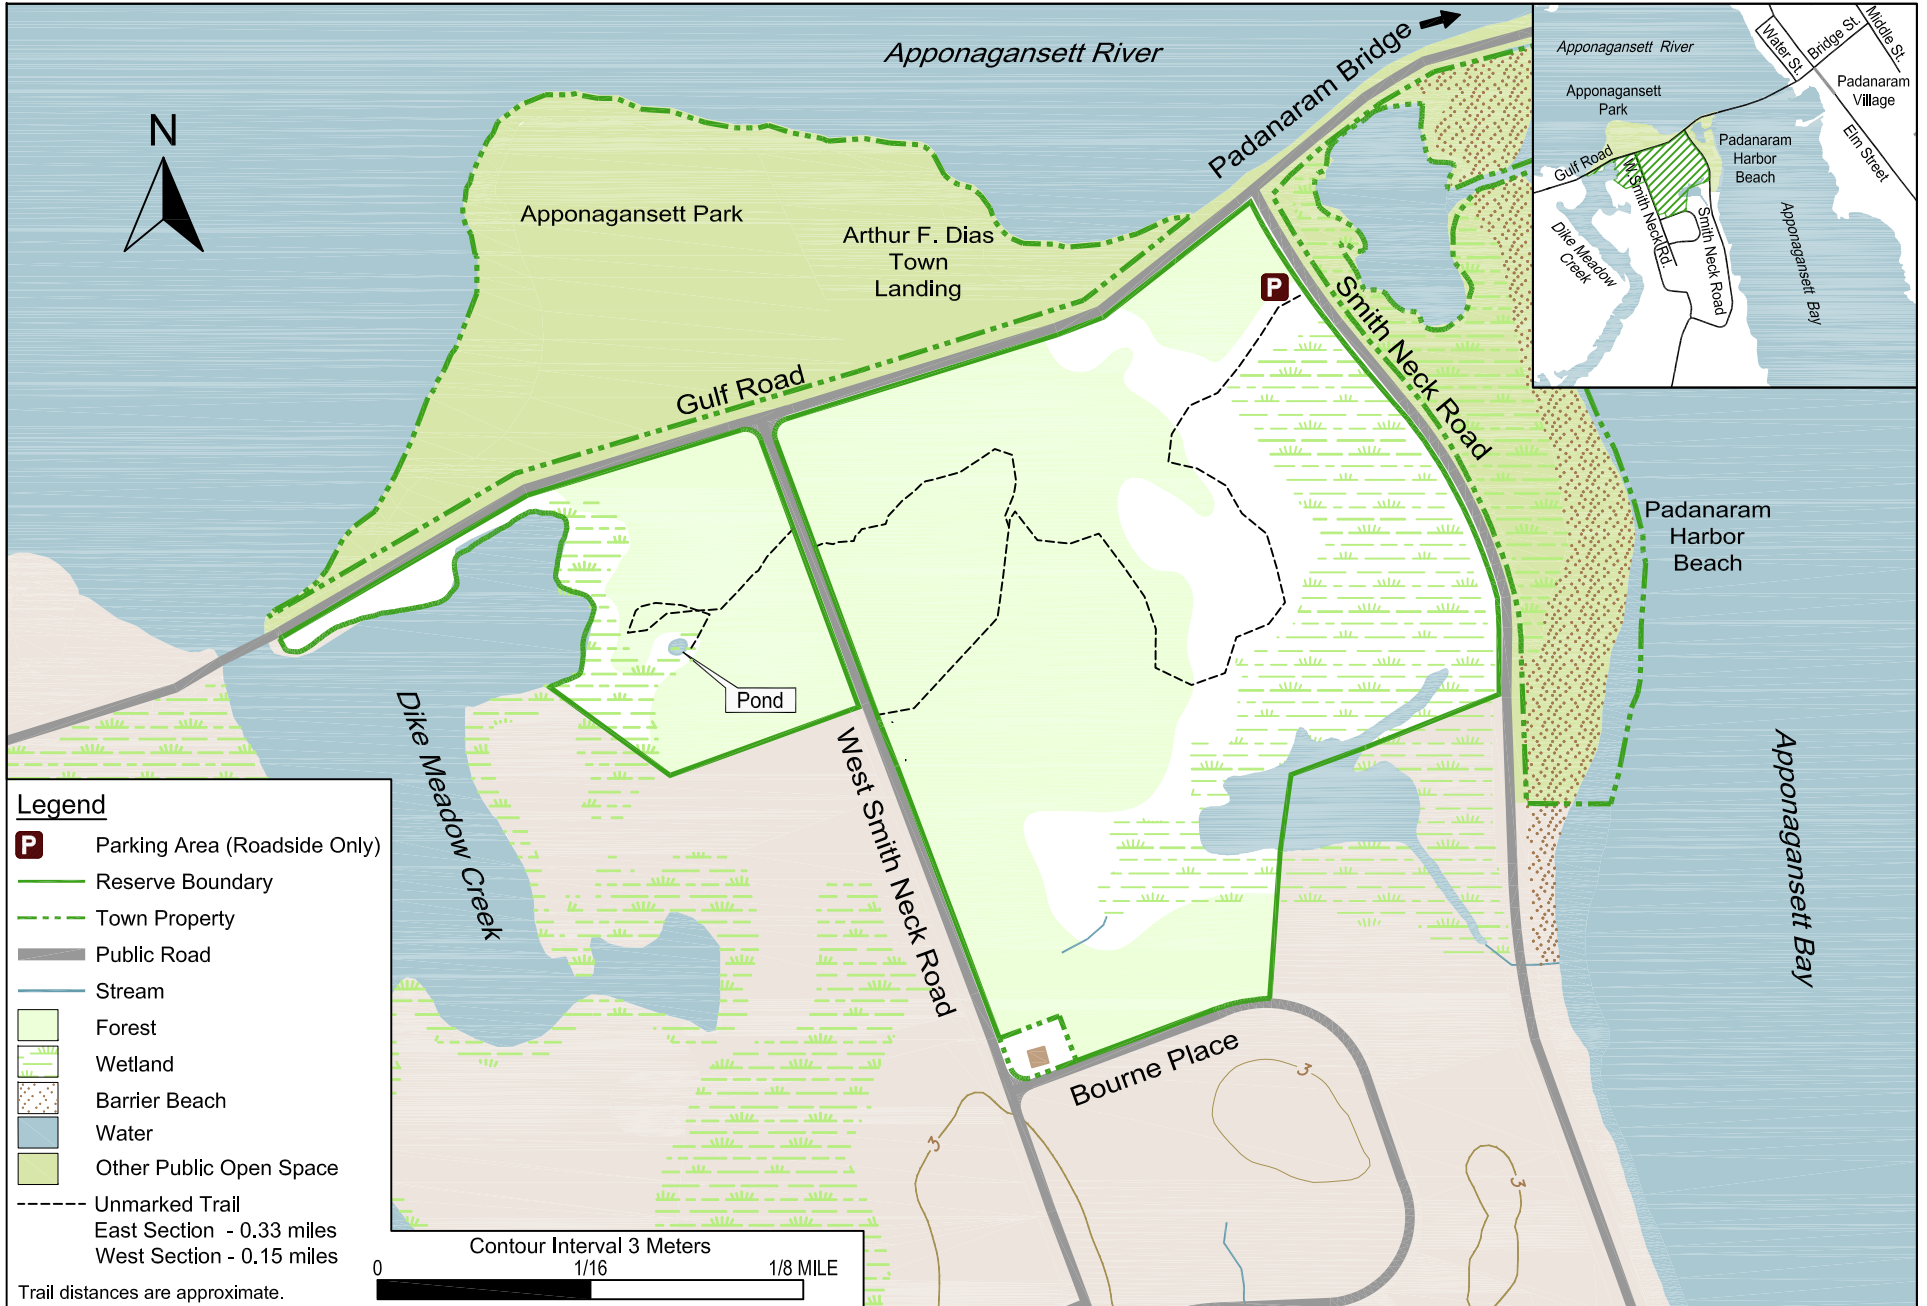 Apponagansett River
Padanaram Bridge
N
Apponagansett Park
Arthur F. Dias
Town
Landing
P
Smith Neck Road
Gulf Road
Padanaram
Harbor
Beach
Pond
Dike Meadow Creek
West Smith Neck Road
Apponagansett Bay
Bourne Place
3
3
3
Apponagansett River
Water St.
Bridge St.
Middle St.
Padanaram
Village
Apponagansett
Park
Elm Street
Padanaram
Harbor
Beach
Gulf Road
W Smith Neck Rd.
Smith Neck Road
Dike Meadow
Creek
Apponagansett Bay
Legend
P Parking Area (Roadside Only)
Reserve Boundary
Town Property
Public Road
Stream
Forest
Wetland
Barrier Beach
Water
Other Public Open Space
Unmarked Trail
East Section - 0.33 miles
West Section - 0.15 miles
Trail distances are approximate.
Contour Interval 3 Meters
0 1/16 1/8 MILE